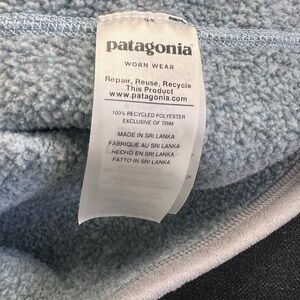 patagonia
WORN WEAR
Repair, Reuse, Recycle
This Product
www.patagonia.com
100% RECYCLED POLYESTER
EXCLUSIVE OF TRIM
MADE IN SRI LANKA
FABRIQUE AU SRI LANKA
HECHO EN SRI LANKA
FATTO IN SRI LANKA